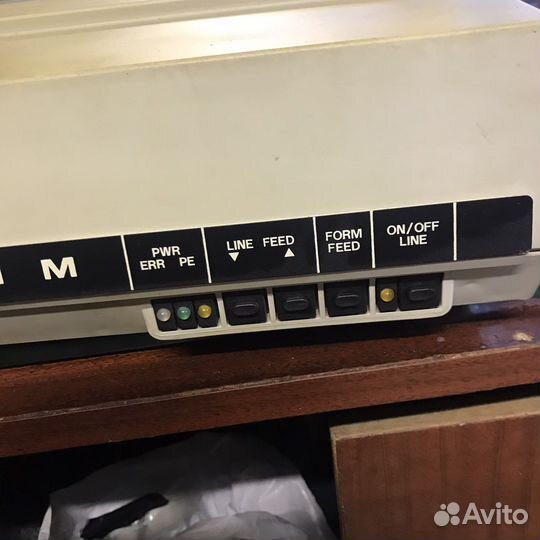 M
PWR
ERR PE
LINE FEED
▼ ▲
FORM
FEED
ON/OFF
LINE
Avito